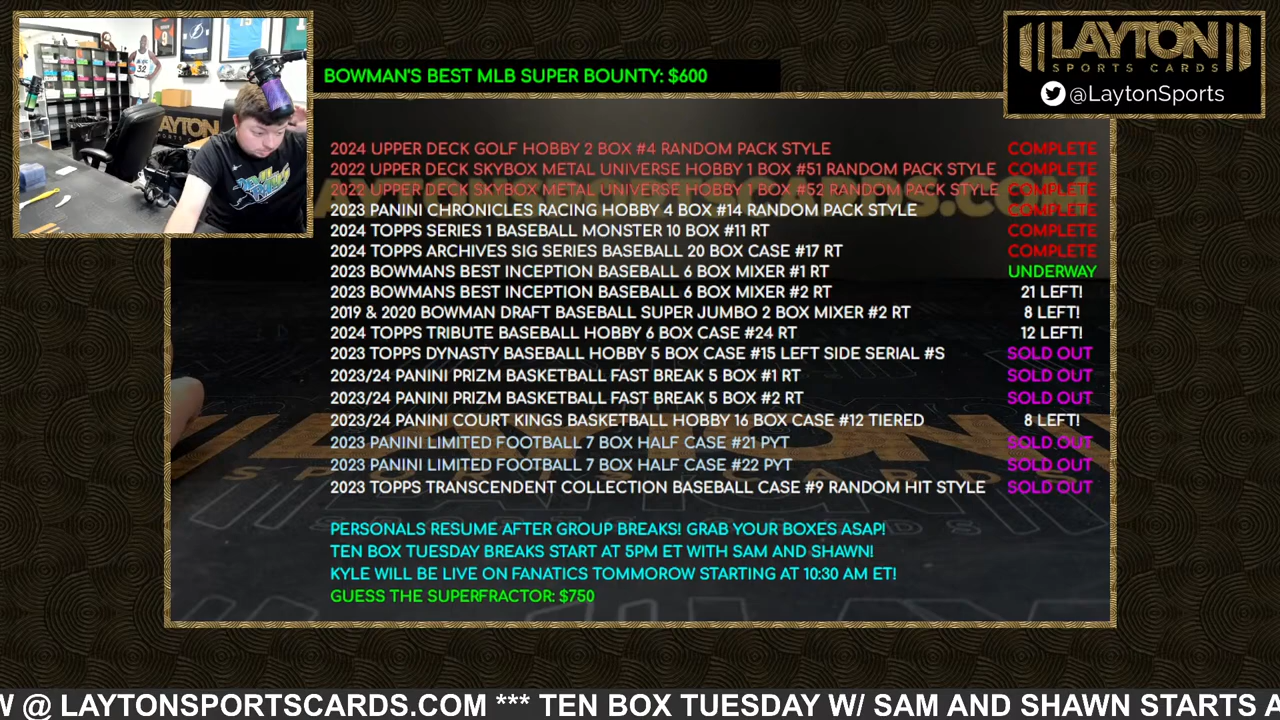 BOWMAN'S BEST MLB SUPER BOUNTY: $600
LAYTON
SPORTS CARDS
@LaytonSports
32
LAYTON
2024 UPPER DECK GOLF HOBBY 2 BOX #4 RANDOM PACK STYLE COMPLETE
2022 UPPER DECK SKYBOX METAL UNIVERSE HOBBY 1 BOX #51 RANDOM PACK STYLE COMPLETE
2022 UPPER DECK SKYBOX METAL UNIVERSE HOBBY 1 BOX #52 RANDOM PACK STYLE COMPLETE
2023 PANINI CHRONICLES RACING HOBBY 4 BOX #14 RANDOM PACK STYLE COMPLETE
2024 TOPPS SERIES 1 BASEBALL MONSTER 10 BOX #11 RT COMPLETE
2024 TOPPS ARCHIVES SIG SERIES BASEBALL 20 BOX CASE #17 RT COMPLETE
2023 BOWMANS BEST INCEPTION BASEBALL 6 BOX MIXER #1 RT UNDERWAY
2023 BOWMANS BEST INCEPTION BASEBALL 6 BOX MIXER #2 RT 21 LEFT!
2019 & 2020 BOWMAN DRAFT BASEBALL SUPER JUMBO 2 BOX MIXER #2 RT 8 LEFT!
2024 TOPPS TRIBUTE BASEBALL HOBBY 6 BOX CASE #24 RT 12 LEFT!
2023 TOPPS DYNASTY BASEBALL HOBBY 5 BOX CASE #15 LEFT SIDE SERIAL #S SOLD OUT
2023/24 PANINI PRIZM BASKETBALL FAST BREAK 5 BOX #1 RT SOLD OUT
2023/24 PANINI PRIZM BASKETBALL FAST BREAK 5 BOX #2 RT SOLD OUT
2023/24 PANINI COURT KINGS BASKETBALL HOBBY 16 BOX CASE #12 TIERED 8 LEFT!
2023 PANINI LIMITED FOOTBALL 7 BOX HALF CASE #21 PYT SOLD OUT
2023 PANINI LIMITED FOOTBALL 7 BOX HALF CASE #22 PYT SOLD OUT
2023 TOPPS TRANSCENDENT COLLECTION BASEBALL CASE #9 RANDOM HIT STYLE SOLD OUT
PERSONALS RESUME AFTER GROUP BREAKS! GRAB YOUR BOXES ASAP!
TEN BOX TUESDAY BREAKS START AT 5PM ET WITH SAM AND SHAWN!
KYLE WILL BE LIVE ON FANATICS TOMMOROW STARTING AT 10:30 AM ET!
GUESS THE SUPERFRACTOR: $750
W @ LAYTONSPORTSCARDS.COM *** TEN BOX TUESDAY W/ SAM AND SHAWN STARTS A